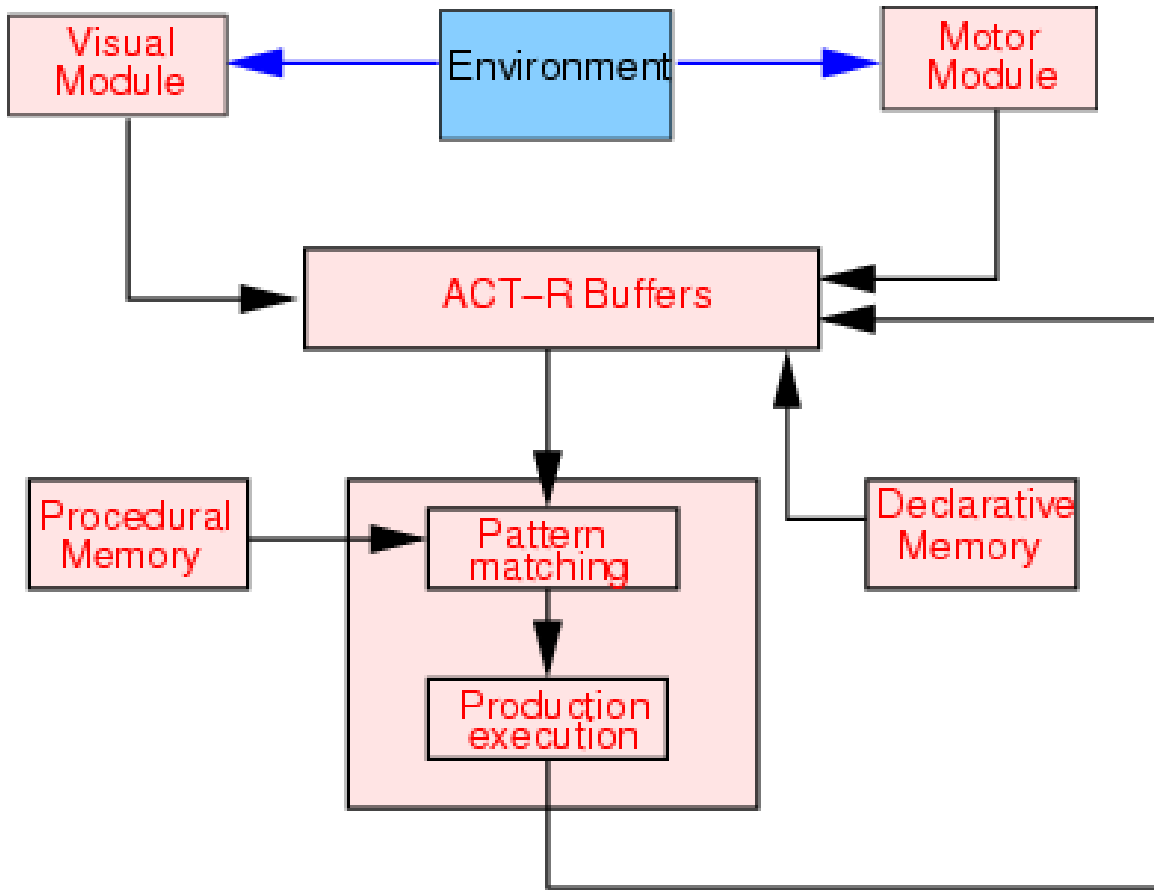 Visual
Module
Environment
Motor
Module
ACT–R Buffers
Procedural
Memory
Pattern
matching
Declarative
Memory
Production
execution